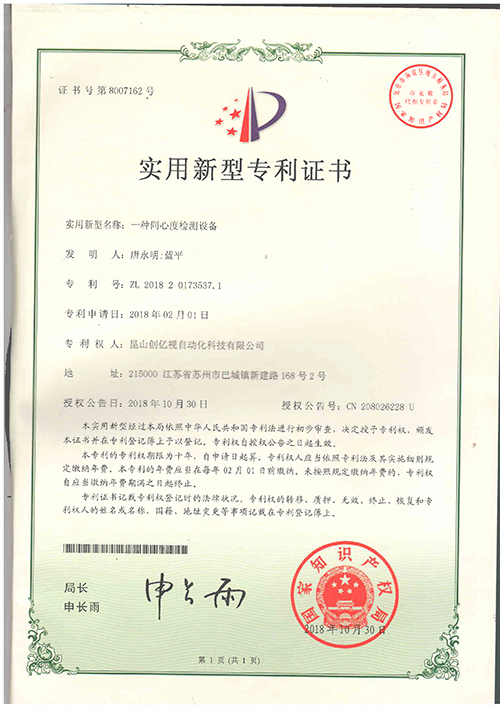 证书号第8007162号
实用新型专利证书
实用新型名称：一种同心度检测设备
发明人：唐永明;蓝平
专利号：ZL 2018 2 0173537.1
专利申请日：2018年02月01日
专利权人：昆山创亿视自动化科技有限公司
地址：215000 江苏省苏州市巴城镇新建路168号2号
授权公告日：2018年10月30日 授权公告号：CN 208026228 U
本实用新型经过本局依照中华人民共和国专利法进行初步审查，决定授予专利权，颁发
本证书并在专利登记簿上予以登记。专利权自授权公告之日起生效。
本专利的专利权期限为十年，自申请日起算。专利权人应当依照专利法及其实施细则规
定缴纳年费。本专利的年费应当在每年02月01日前缴纳。未按照规定缴纳年费的，专利权
自应当缴纳年费期满之日起终止。
专利证书记载专利权登记时的法律状况。专利权的转移、质押、无效、终止、恢复和专
利权人的姓名或名称、国籍、地址变更等事项记载在专利登记簿上。
局长
申长雨
申长雨
国家知识产权局
2018年10月30日
第1页(共1页)